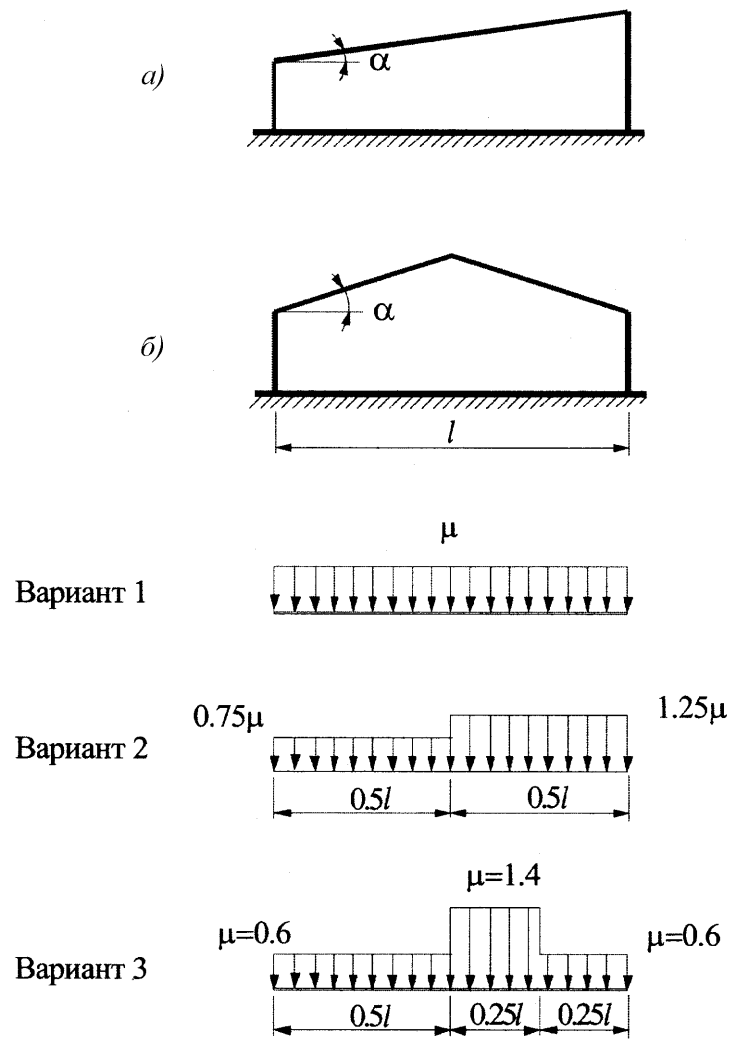 а)
α
б)
α
l
μ
Вариант 1
0.75μ
1.25μ
Вариант 2
0.5l 0.5l
μ=1.4
μ=0.6
μ=0.6
Вариант 3
0.5l 0.25l 0.25l